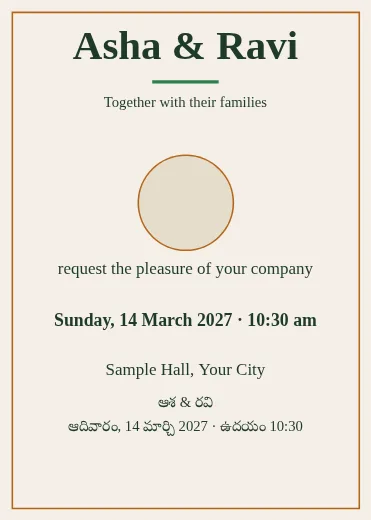 Asha & Ravi
Together with their families
request the pleasure of your company
Sunday, 14 March 2027 · 10:30 am
Sample Hall, Your City
ఆశ & రవి
ఆదివారం, 14 మార్చి 2027 · ఉదయం 10:30